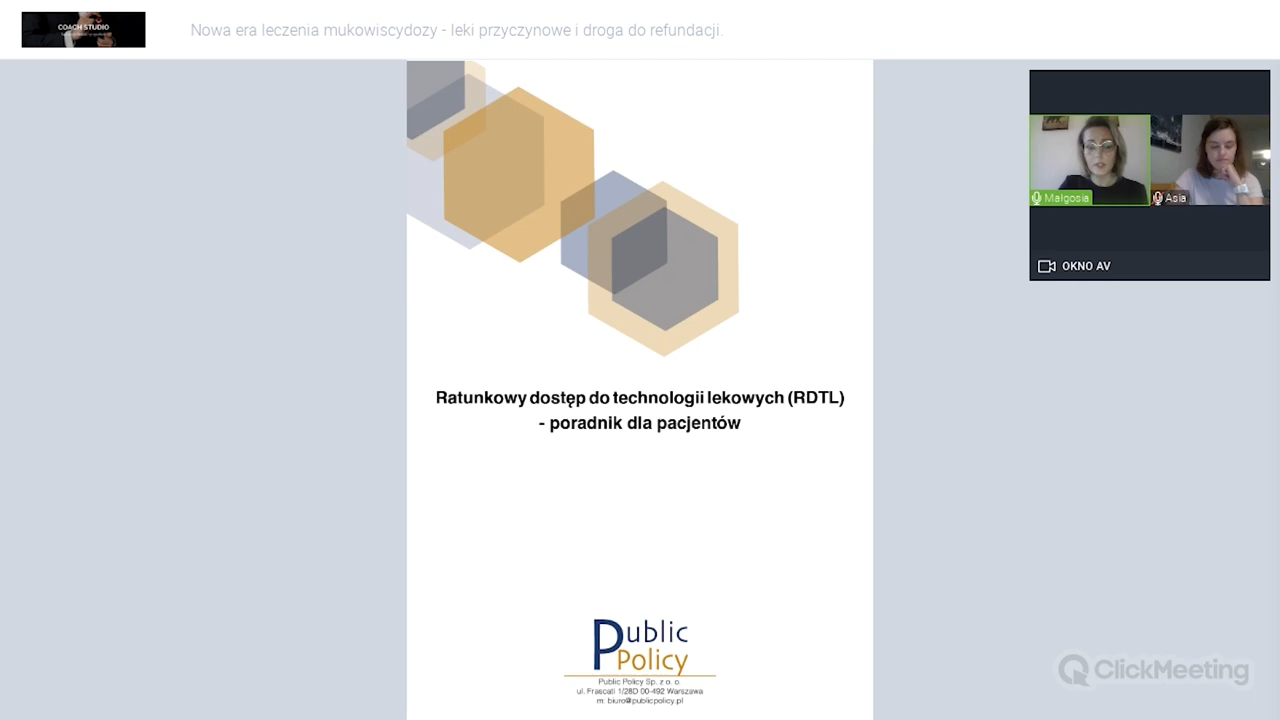 COACH STUDIO
Nowa era leczenia mukowiscydozy - leki przyczynowe i droga do refundacji.
Małgosia
Asia
OKNO AV
Ratunkowy dostęp do technologii lekowych (RDTL)
- poradnik dla pacjentów
Public
Policy
Public Policy Sp. z o. o.
ul. Frascati 1/28D 00-492 Warszawa
m: biuro@publicpolicy.pl
ClickMeeting